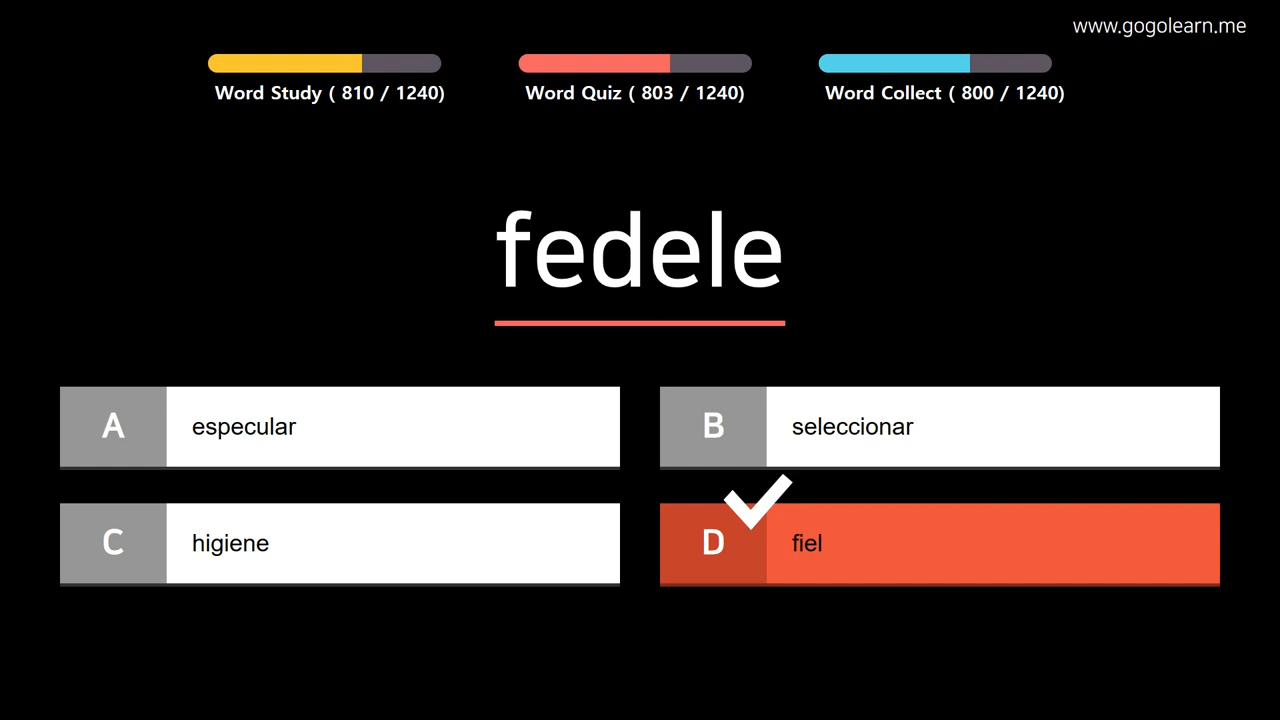 www.gogolearn.me
Word Study ( 810 / 1240)
Word Quiz ( 803 / 1240)
Word Collect ( 800 / 1240)
fedele
A
especular
B
seleccionar
C
higiene
D
fiel